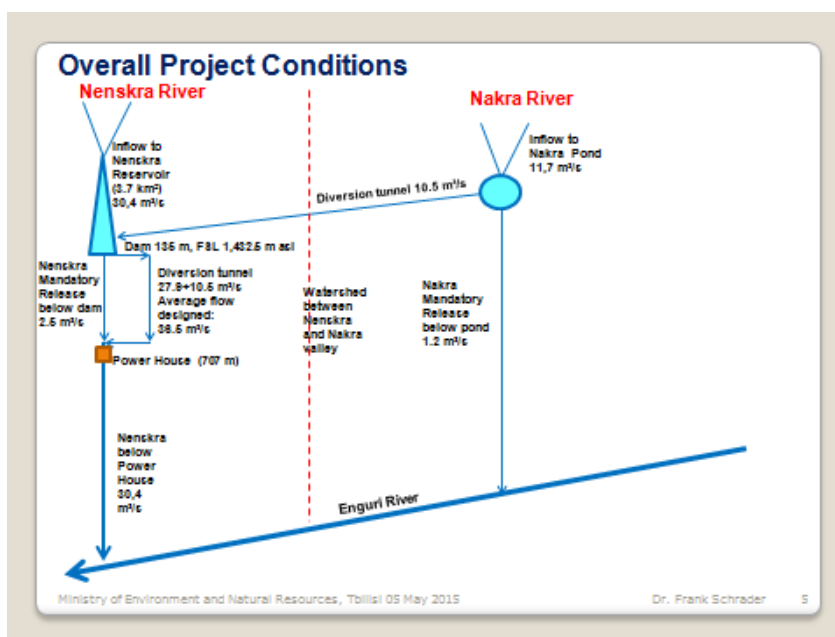 Overall Project Conditions
Nenskra River
Nakra River
Inflow to
Nenskra
Reservoir
(3.7 km²)
30,4 m³/s
Inflow to
Nakra Pond
11,7 m³/s
Diversion tunnel 10.5 m³/s
Dam 135 m, FSL 1,432.5 m asl
Nenskra
Mandatory
Release
below dam
2.5 m³/s
Diversion tunnel
27.9+10.5 m³/s
Average flow
designed:
36.5 m³/s
Watershed
between
Nenskra
and Nakra
valley
Nakra
Mandatory
Release
below pond
1.2 m³/s
Power House (707 m)
Nenskra
below
Power
House
30,4
m³/s
Enguri River
Ministry of Environment and Natural Resources, Tbilisi 05 May 2015
Dr. Frank Schrader
5